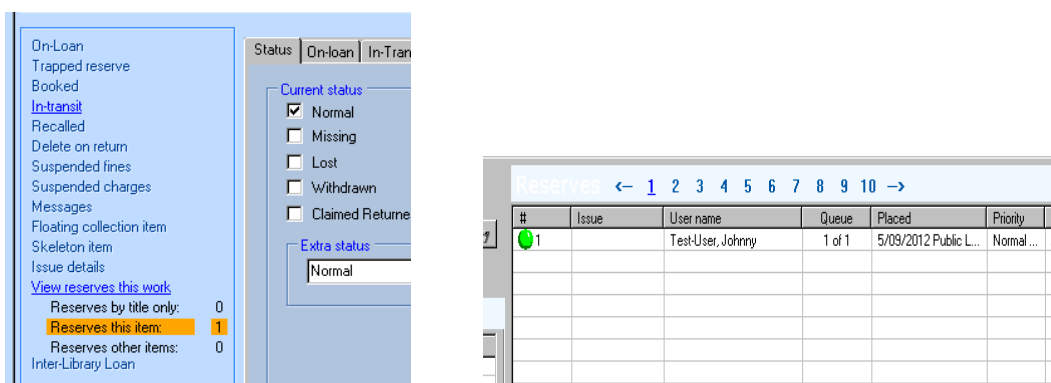 On-Loan
Trapped reserve
Booked
In-transit
Recalled
Delete on return
Suspended fines
Suspended charges
Messages
Floating collection item
Skeleton item
Issue details
View reserves this work
Reserves by title only: 0
Reserves this item: 1
Reserves other items: 0
Inter-Library Loan
Status On-loan In-Tran
Current status
Normal
Missing
Lost
Withdrawn
Claimed Returne
Extra status
Normal
Reserves <- 1 2 3 4 5 6 7 8 9 10 ->
# Issue User name Queue Placed Priority
1 Test-User, Johnny 1 of 1 5/09/2012 Public L... Normal ...